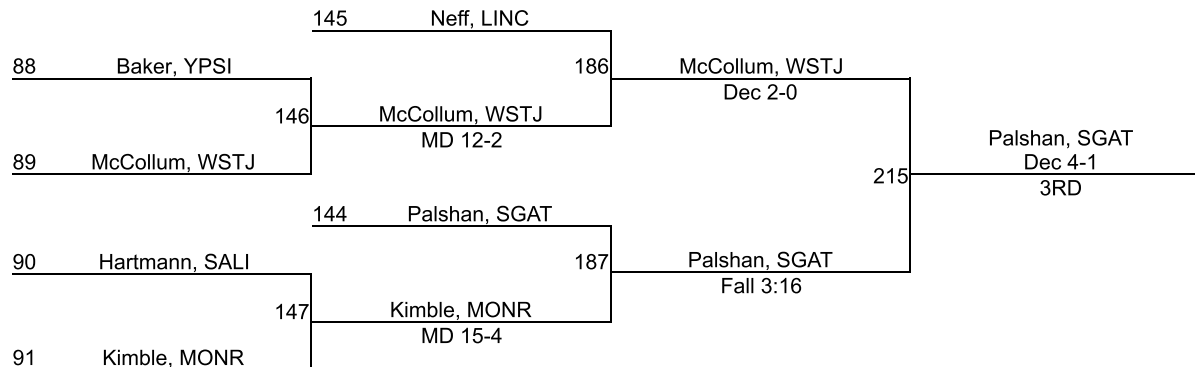 145 Neff, LINC
88 Baker, YPSI
186 McCollum, WSTJ
Dec 2-0
146 McCollum, WSTJ
MD 12-2
89 McCollum, WSTJ
Palshan, SGAT
Dec 4-1
215
3RD
144 Palshan, SGAT
90 Hartmann, SALI
187 Palshan, SGAT
Fall 3:16
147 Kimble, MONR
MD 15-4
91 Kimble, MONR